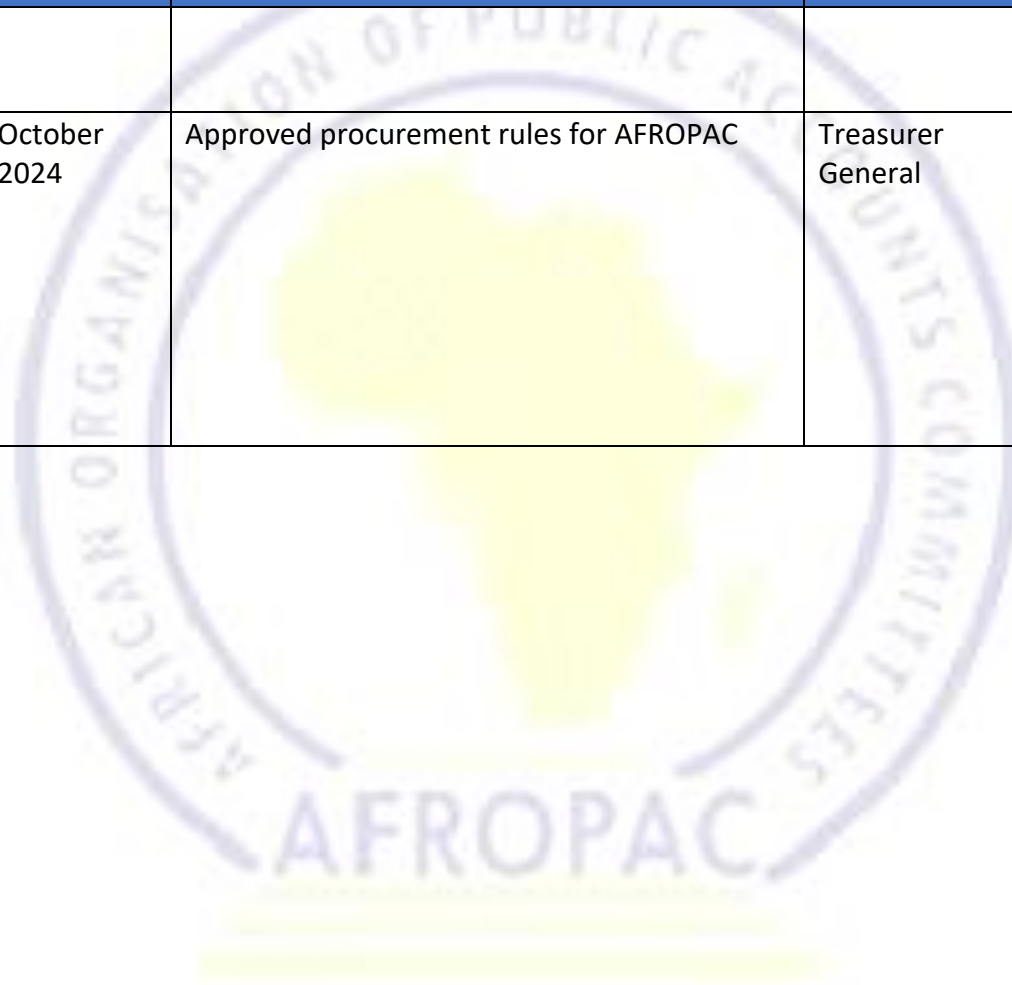 October
2024
Approved procurement rules for AFROPAC
Treasurer
General
AFRICAN ORGANISATION OF PUBLIC ACCOUNTS COMMITTEES
AFROPAC